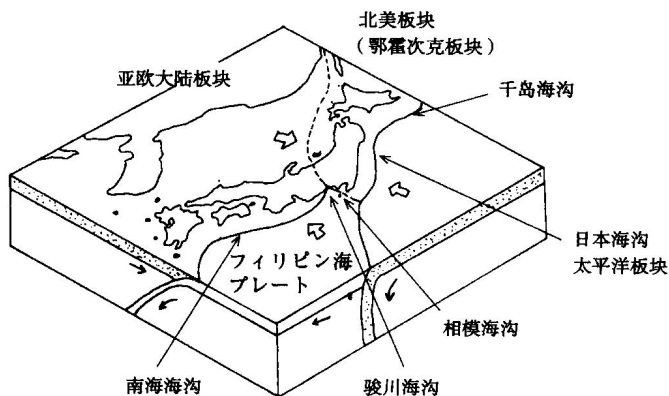 北美板块
(鄂霍次克板块)
亚欧大陆板块
千岛海沟
日本海沟
太平洋板块
フィリピン海
プレート
相模海沟
南海海沟
骏川海沟